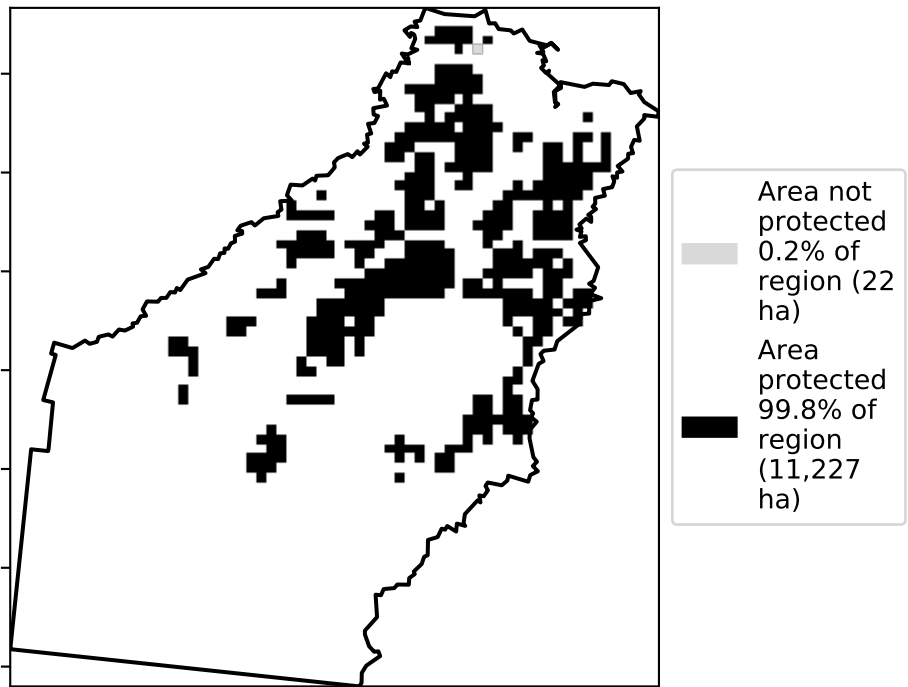 Area not
protected
0.2% of
region (22
ha)
Area
protected
99.8% of
region
(11,227
ha)